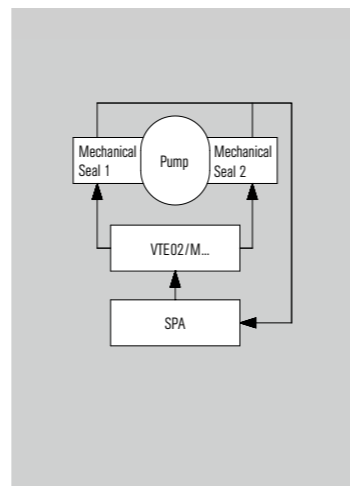 Mechanical
Seal 1
Pump
Mechanical
Seal 2
VTE02/M...
SPA